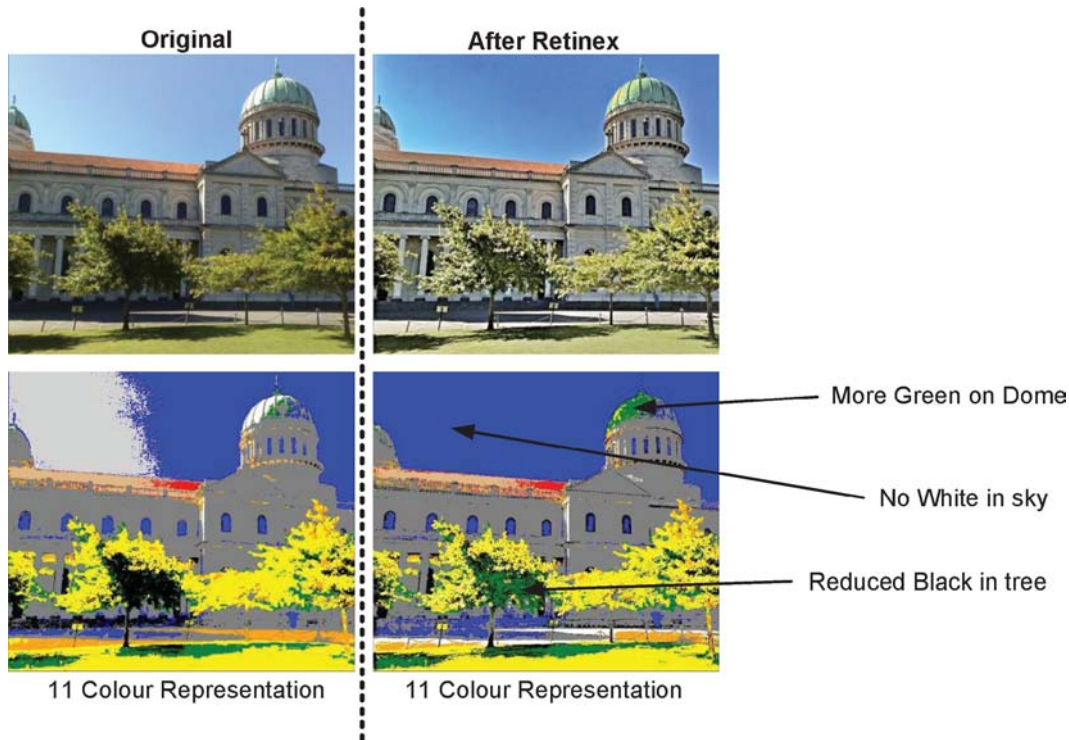 Original
After Retinex
More Green on Dome
No White in sky
Reduced Black in tree
11 Colour Representation
11 Colour Representation